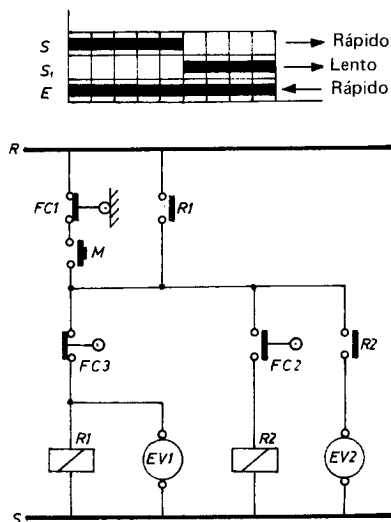 S Rápido
S₁ Lento
E Rápido
R
FC1 R1
M
R2
FC3 FC2
R1 EV1 R2 EV2
S